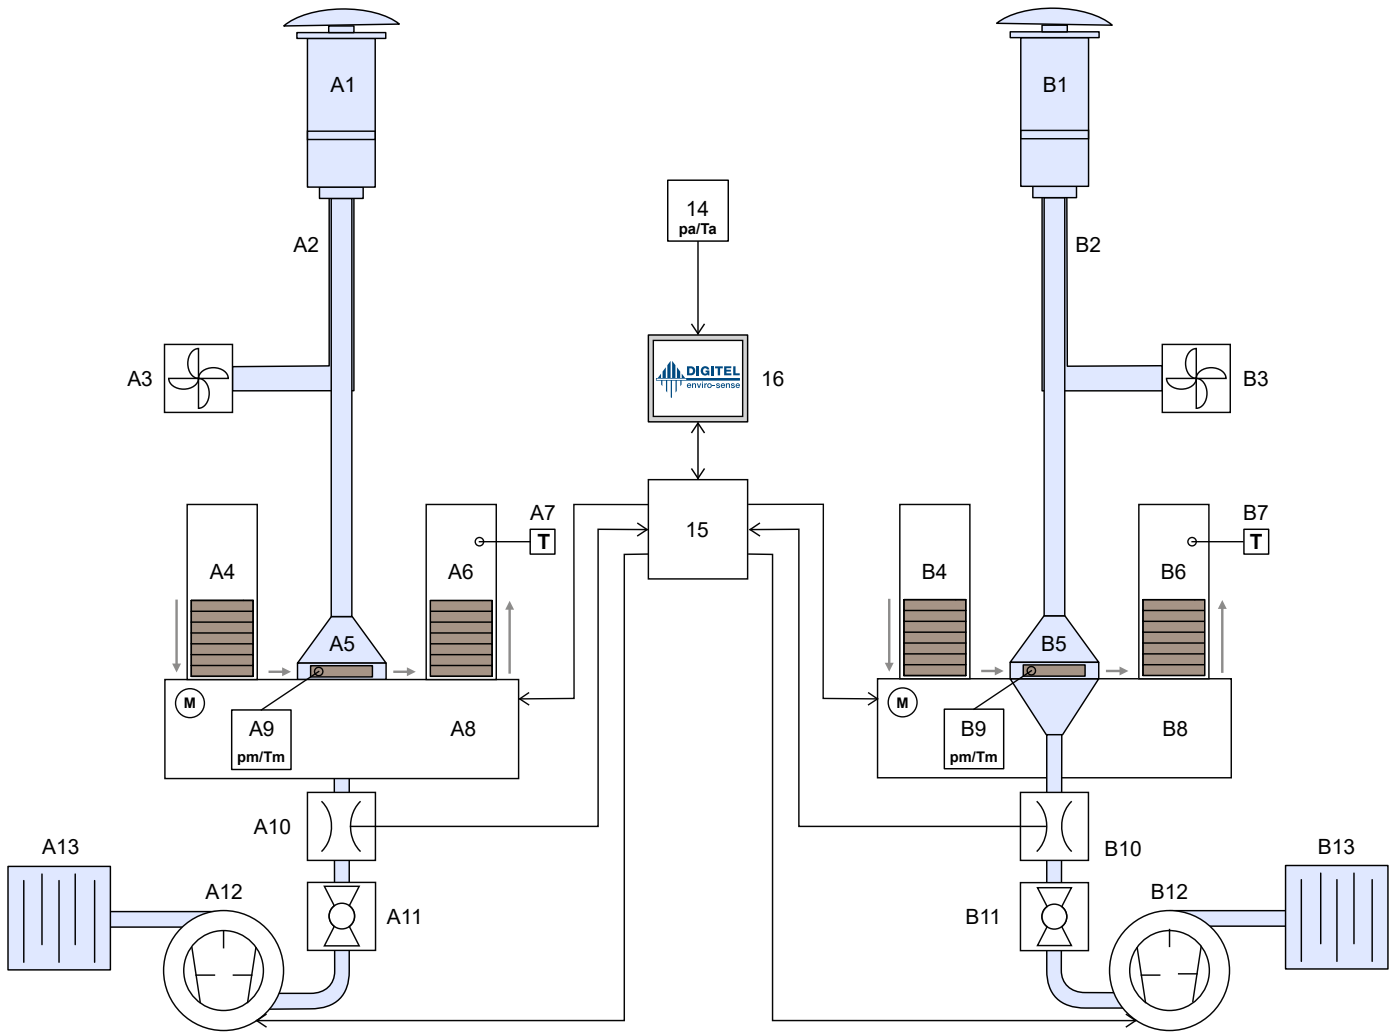 A1
B1
14
pa/Ta
A2
B2
A3
DIGITEL
enviro-sense
16
B3
A7
T
15
B7
T
A4
A6
B4
B6
A5
B5
M
A9
pm/Tm
A8
M
B9
pm/Tm
B8
A10
B10
A13
B13
A12
A11
B11
B12